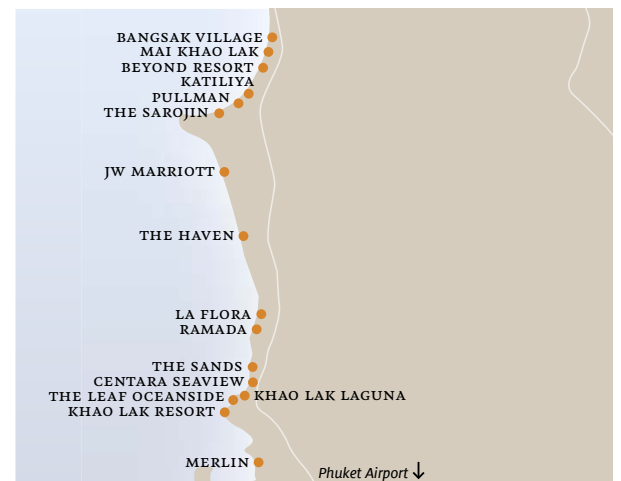 BANGSAK VILLAGE
MAI KHAO LAK
BEYOND RESORT
KATILIYA
PULLMAN
THE SAROJIN
JW MARRIOTT
THE HAVEN
LA FLORA
RAMADA
THE SANDS
CENTARA SEAVIEW
THE LEAF OCEANSIDE
KHAO LAK LAGUNA
KHAO LAK RESORT
MERLIN
Phuket Airport ↓